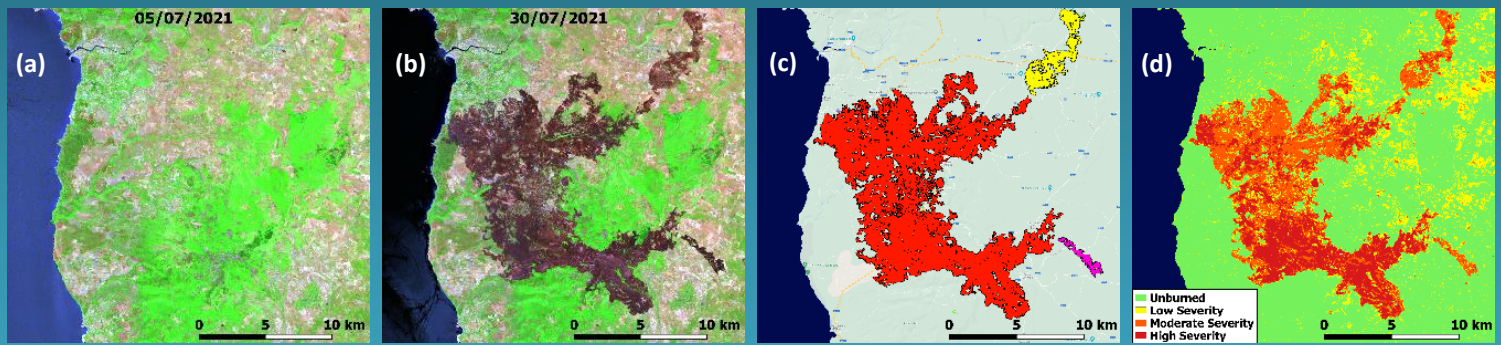 (a)
05/07/2021
0 5 10 km
(b)
30/07/2021
0 5 10 km
(c)
0 5 10 km
(d)
Unburned
Low Severity
Moderate Severity
High Severity
0 5 10 km